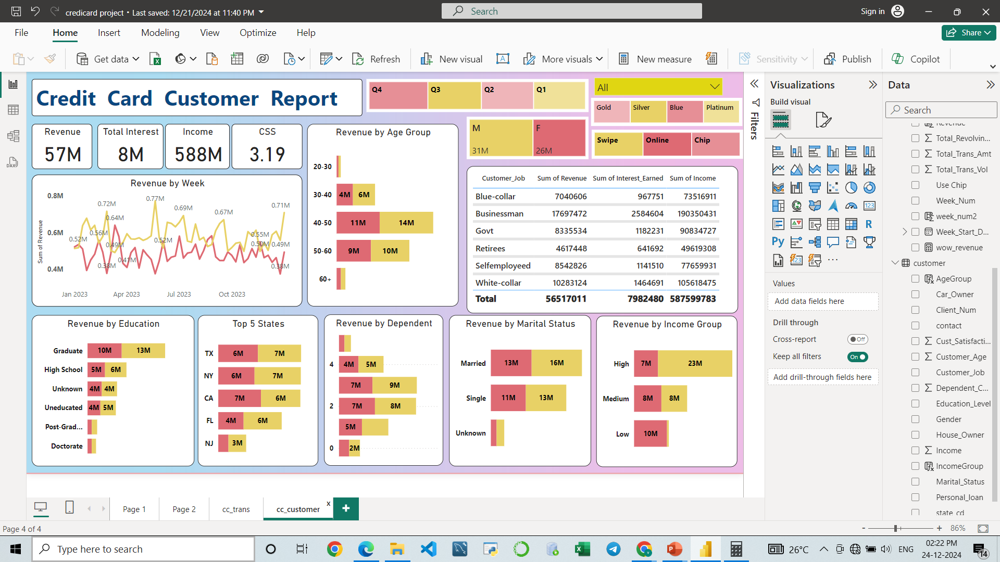 credicard project • Last saved: 12/21/2024 at 11:40 PM
Search
Sign in
File Home Insert Modeling View Optimize Help
Share
Get data
Refresh
New visual
More visuals
New measure
Sensitivity
Publish
Copilot
Credit Card Customer Report
Q4 Q3 Q2 Q1
All
Gold Silver Blue Platinum
M 31M
F 26M
Swipe Online Chip
Revenue
57M
Total Interest
8M
Income
588M
CSS
3.19
Revenue by Week
Sum of Revenue
0.8M
0.6M
0.4M
0.52M
0.56M
0.72M
0.64M
0.49M
0.38M
0.41M
0.77M
0.52M
0.69M
0.67M
0.55M
0.50M
0.71M
0.49M
0.38M
Jan 2023 Apr 2023 Jul 2023 Oct 2023
Revenue by Age Group
20-30
30-40 4M 6M
40-50 11M 14M
50-60 9M 10M
60+
Customer_Job Sum of Revenue Sum of Interest_Earned Sum of Income
Blue-collar 7040606 967751 73516911
Businessman 17697472 2584604 190350431
Govt 8335534 1182231 90834727
Retirees 4617448 641692 49619308
Selfemployeed 8542826 1141510 77659931
White-collar 10283124 1464691 105618475
Total 56517011 7982480 587599783
Revenue by Education
Graduate 10M 13M
High School 5M 6M
Unknown 4M 4M
Uneducated 4M 5M
Post-Grad...
Doctorate
Top 5 States
TX 6M 7M
NY 6M 7M
CA 7M 6M
FL 4M 6M
NJ 3M
Revenue by Dependent
4 4M 5M
7M 9M
2 7M 8M
5M
0 2M
Revenue by Marital Status
Married 13M 16M
Single 11M 13M
Unknown
Revenue by Income Group
High 7M 23M
Medium 8M 8M
Low 10M
Filters
Visualizations
Build visual
R
Py
123
123
...
Values
Add data fields here
Drill through
Cross-report Off
Keep all filters On
Add drill-through fields here
Data
Search
Revenue
Total_Revolvin...
Total_Trans_Amt
Total_Trans_Vol
Use Chip
Week_Num
week_num2
Week_Start_D...
wow_revenue
customer
AgeGroup
Car_Owner
Client_Num
contact
Cust_Satisfacti...
Customer_Age
Customer_Job
Dependent_C...
Education_Level
Gender
House_Owner
Income
IncomeGroup
Marital_Status
Personal_loan
state_cd
DAX
Page 1 Page 2 cc_trans cc_customer x +
Page 4 of 4
- + 86%
Type here to search
26°C
ENG
02:22 PM
24-12-2024
14